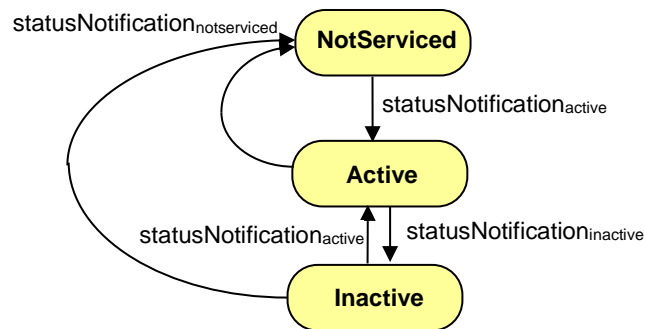 statusNotificationnotserviced
NotServiced
statusNotificationactive
Active
statusNotificationactive
statusNotificationinactive
Inactive